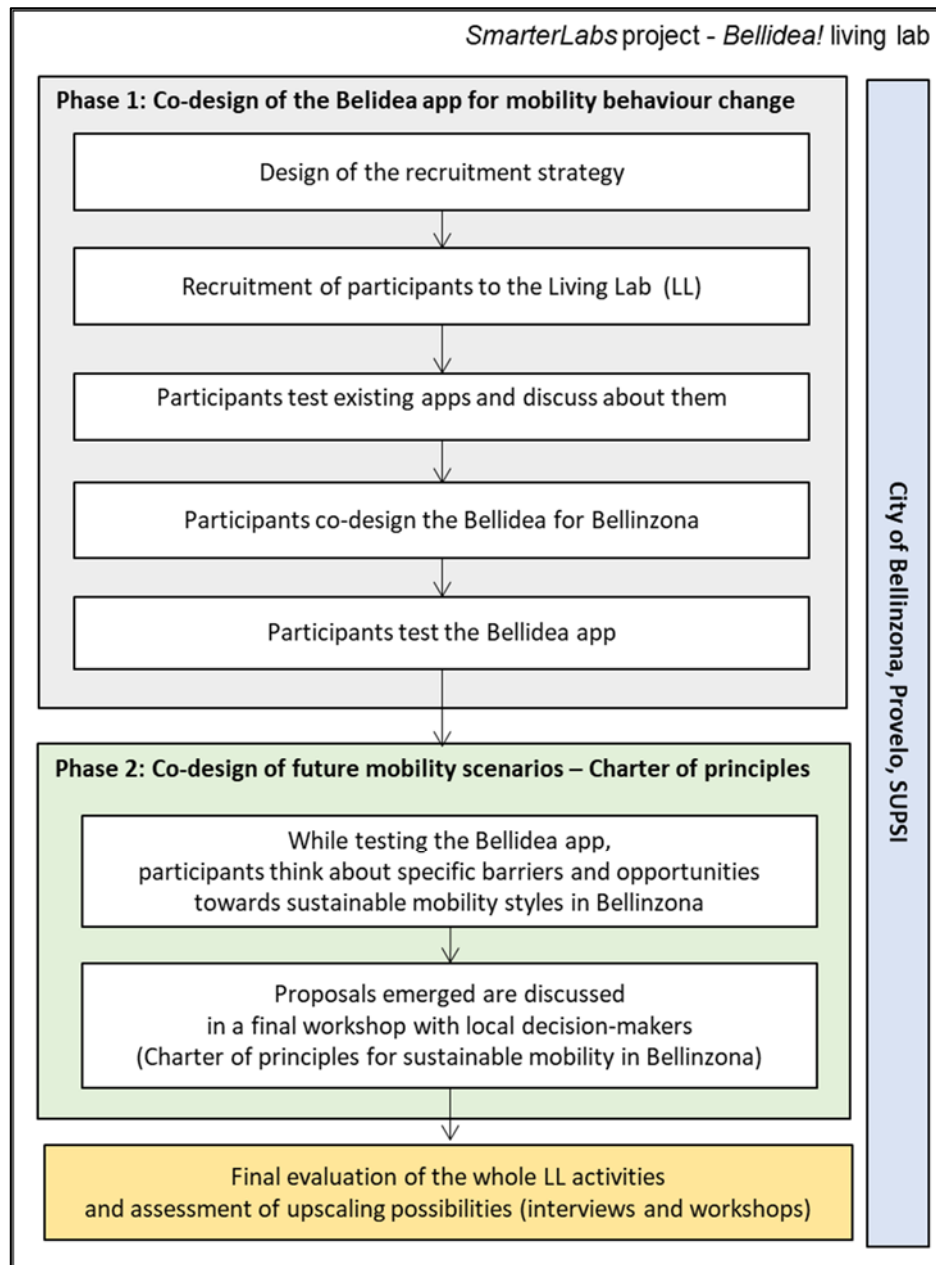 SmarterLabs project - Bellidea! living lab
Phase 1: Co-design of the Belidea app for mobility behaviour change
Design of the recruitment strategy
Recruitment of participants to the Living Lab (LL)
Participants test existing apps and discuss about them
Participants co-design the Bellidea for Bellinzona
Participants test the Bellidea app
Phase 2: Co-design of future mobility scenarios – Charter of principles
While testing the Bellidea app,
participants think about specific barriers and opportunities
towards sustainable mobility styles in Bellinzona
Proposals emerged are discussed
in a final workshop with local decision-makers
(Charter of principles for sustainable mobility in Bellinzona)
Final evaluation of the whole LL activities
and assessment of upscaling possibilities (interviews and workshops)
City of Bellinzona, Provelo, SUPSI